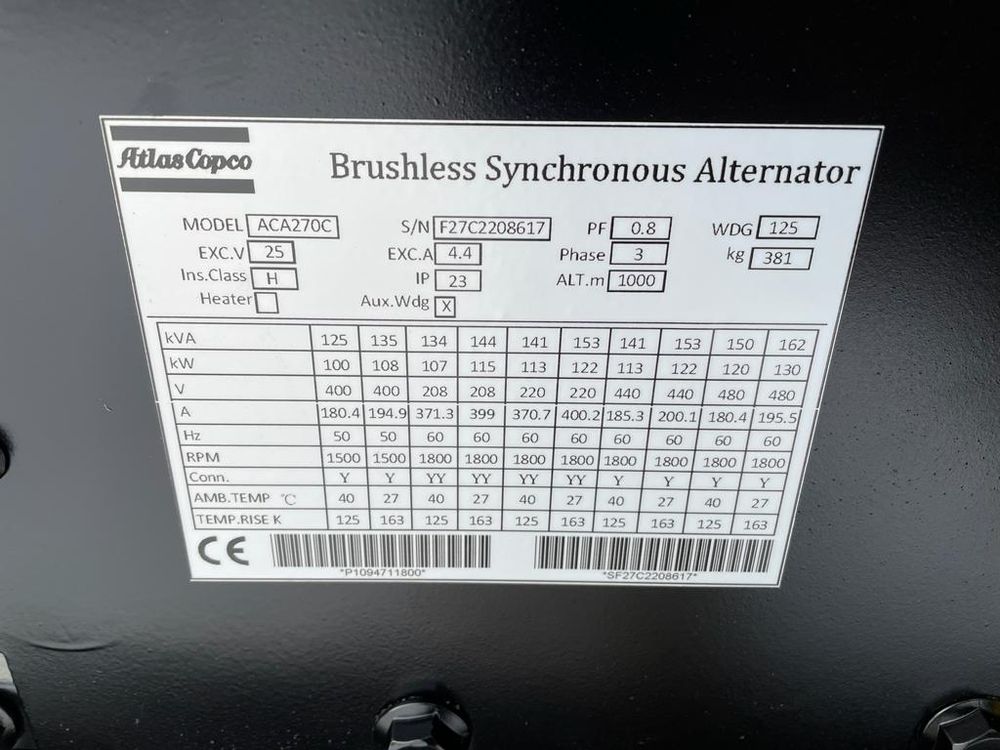 Atlas Copco
Brushless Synchronous Alternator
MODEL ACA270C S/N F27C2208617 PF 0.8 WDG 125
EXC.V 25 EXC.A 4.4 Phase 3 kg 381
Ins.Class H IP 23 ALT.m 1000
Heater Aux.Wdg X
kVA 125 135 134 144 141 153 141 153 150 162
kW 100 108 107 115 113 122 113 122 120 130
V 400 400 208 208 220 220 440 440 480 480
A 180.4 194.9 371.3 399 370.7 400.2 185.3 200.1 180.4 195.5
Hz 50 50 60 60 60 60 60 60 60 60
RPM 1500 1500 1800 1800 1800 1800 1800 1800 1800 1800
Conn. Y Y YY YY YY YY Y Y Y Y
AMB.TEMP °C 40 27 40 27 40 27 40 27 40 27
TEMP.RISE K 125 163 125 163 125 163 125 163 125 163
CE
*P1094711800* *SF27C2208617*